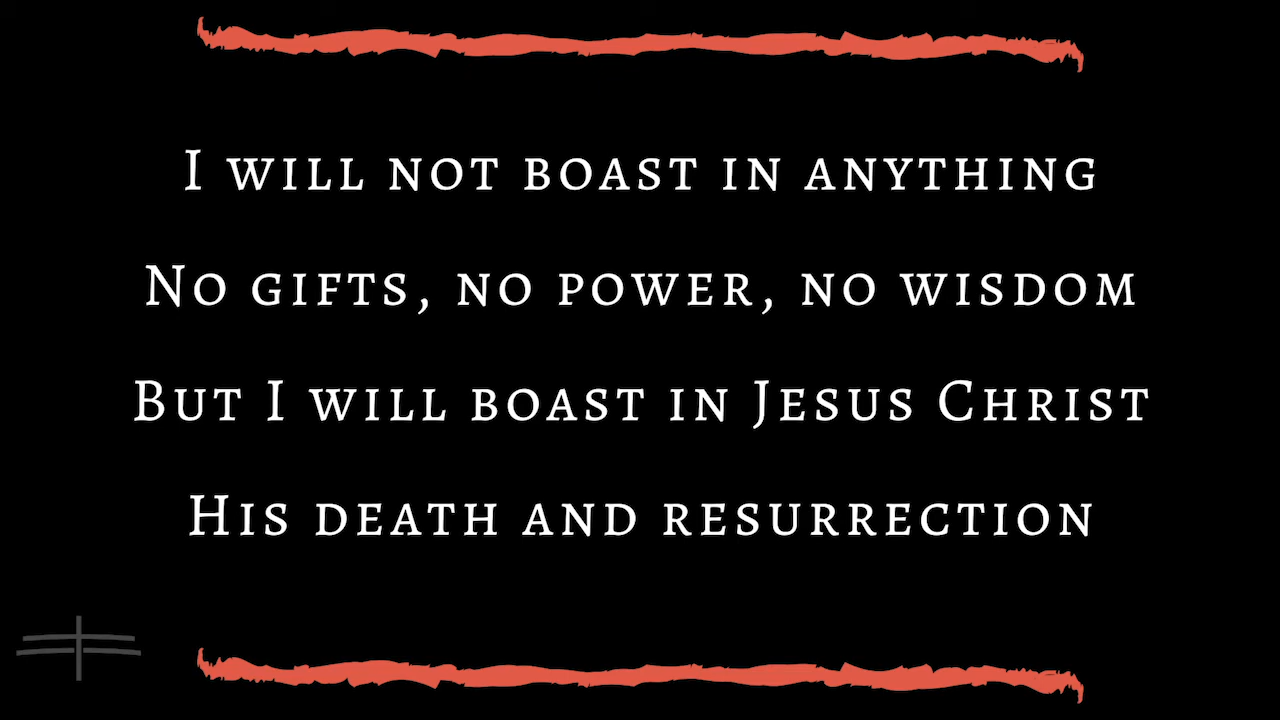 I will not boast in anything
No gifts, no power, no wisdom
But I will boast in Jesus Christ
His death and resurrection